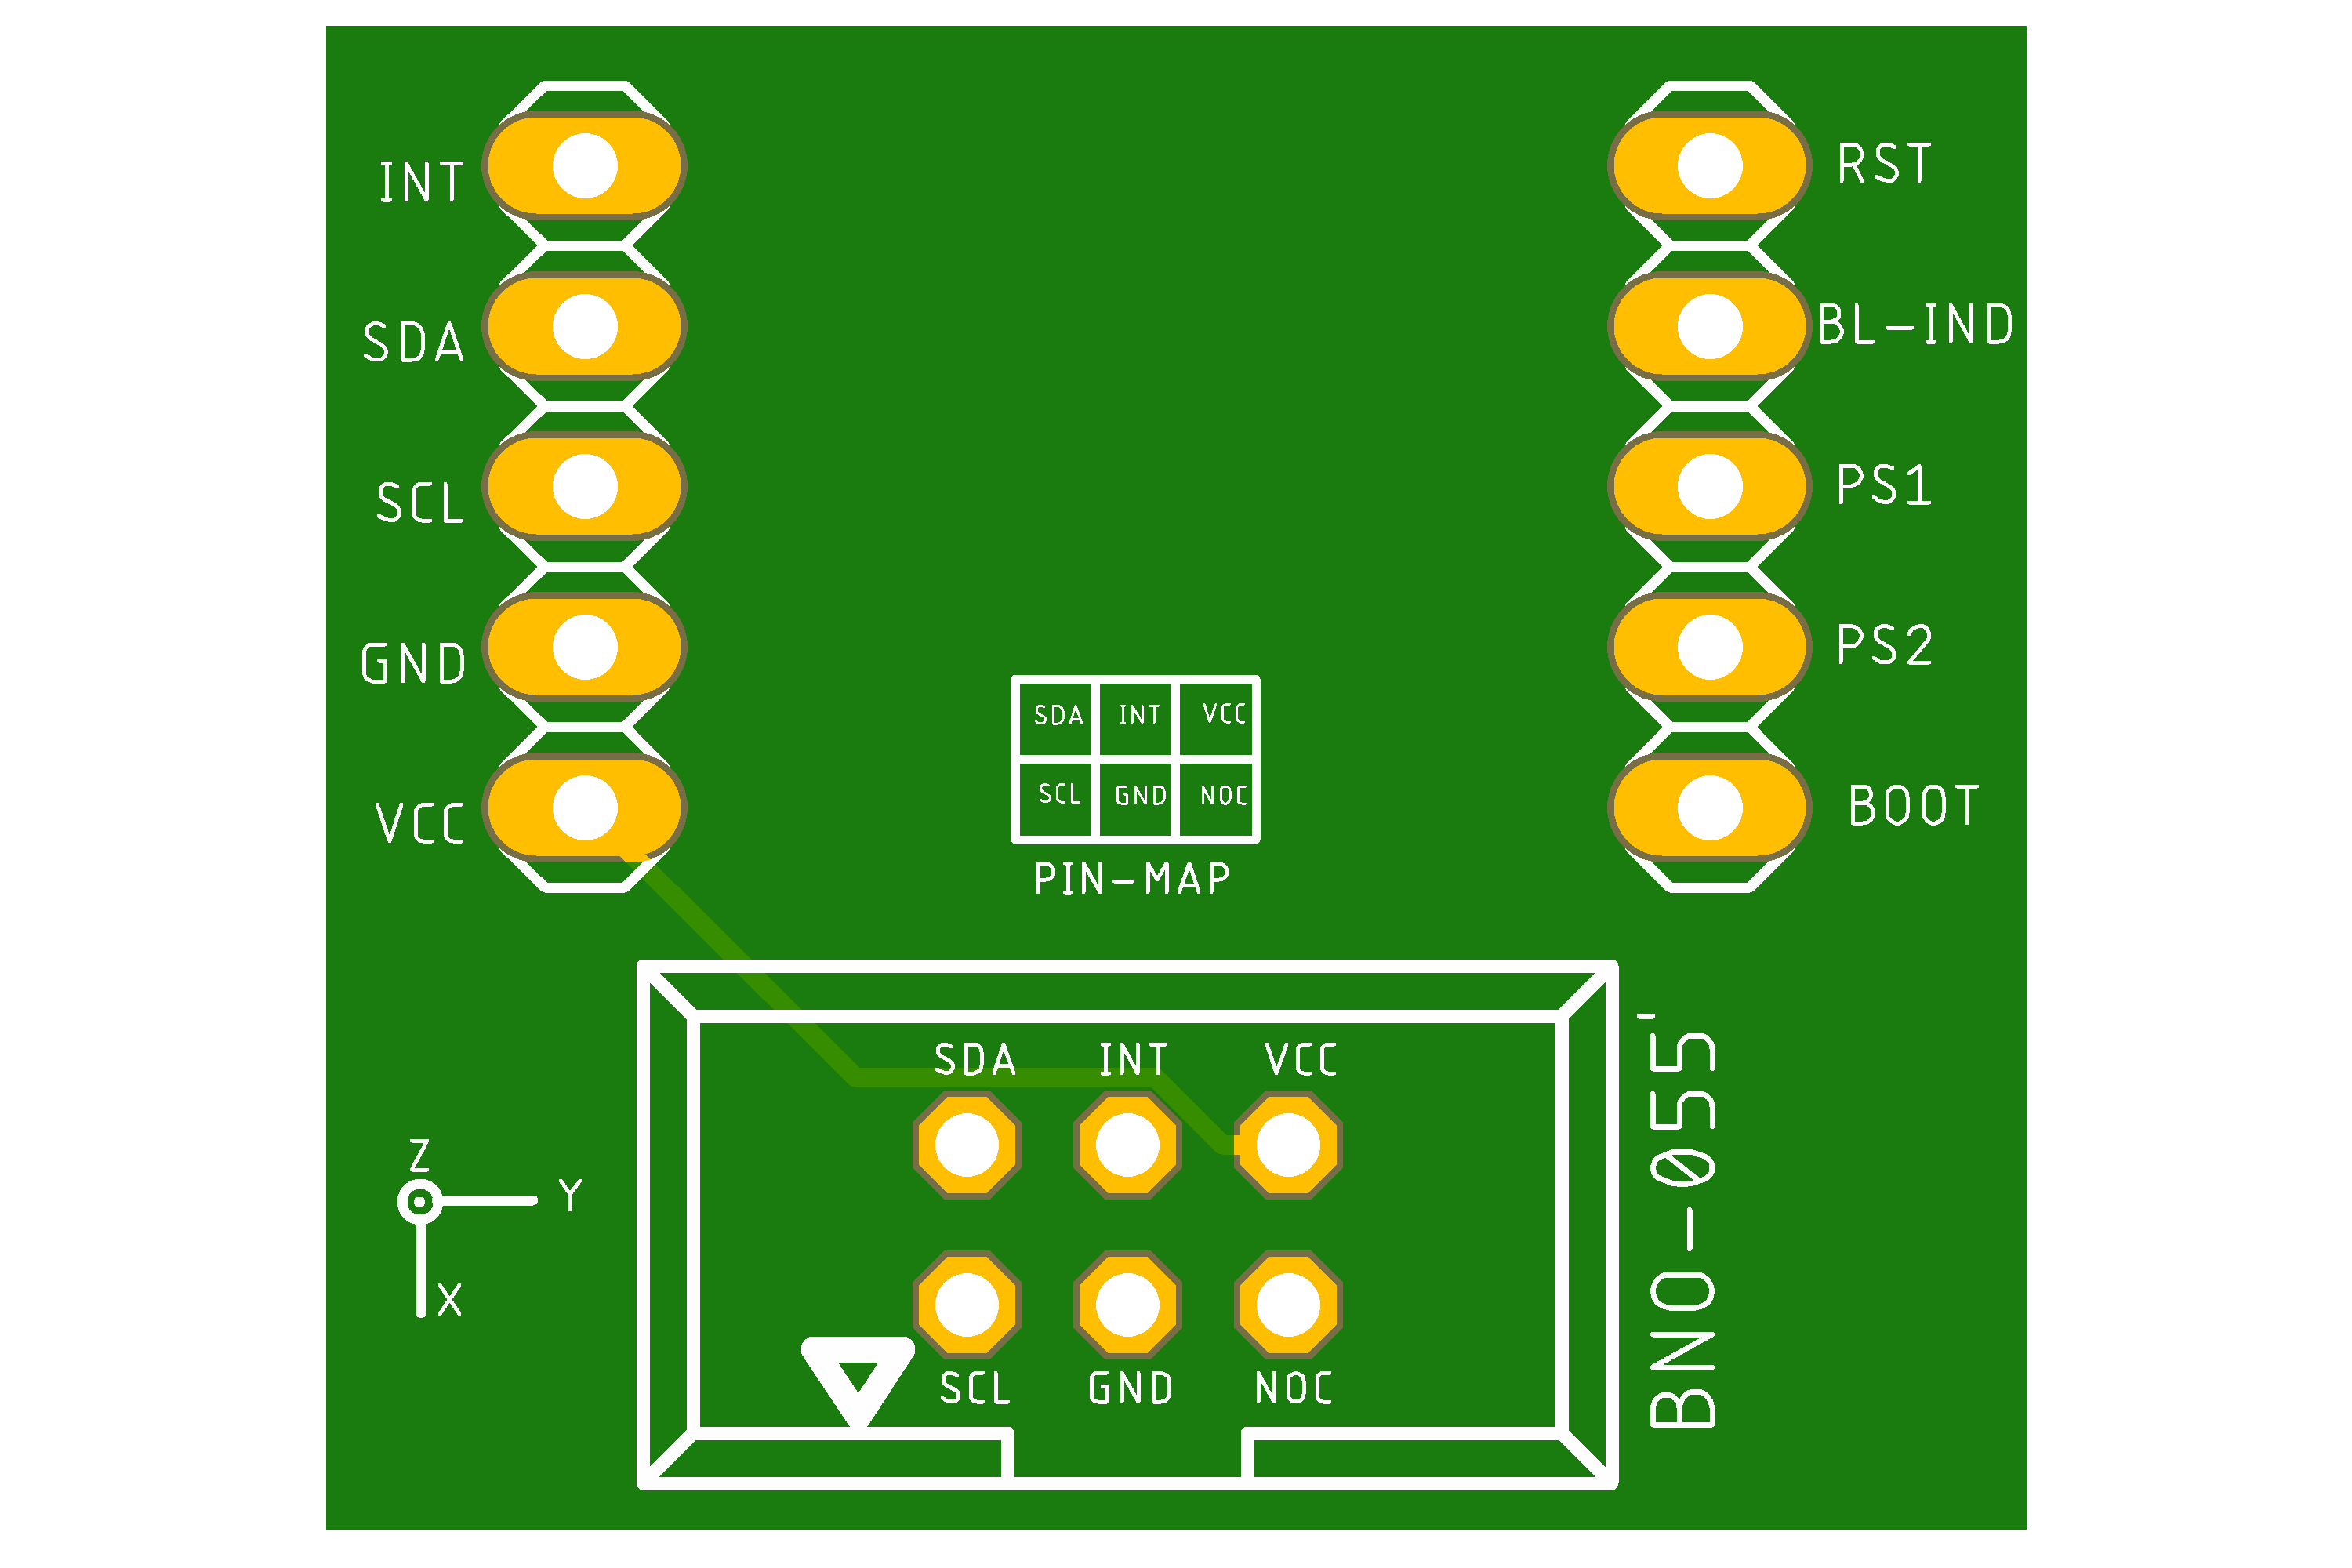 INT
SDA
SCL
GND
VCC
RST
BL-IND
PS1
PS2
BOOT
SDA INT VCC
SCL GND NOC
PIN-MAP
SDA INT VCC
SCL GND NOC
Z
Y
X
BNO-055'